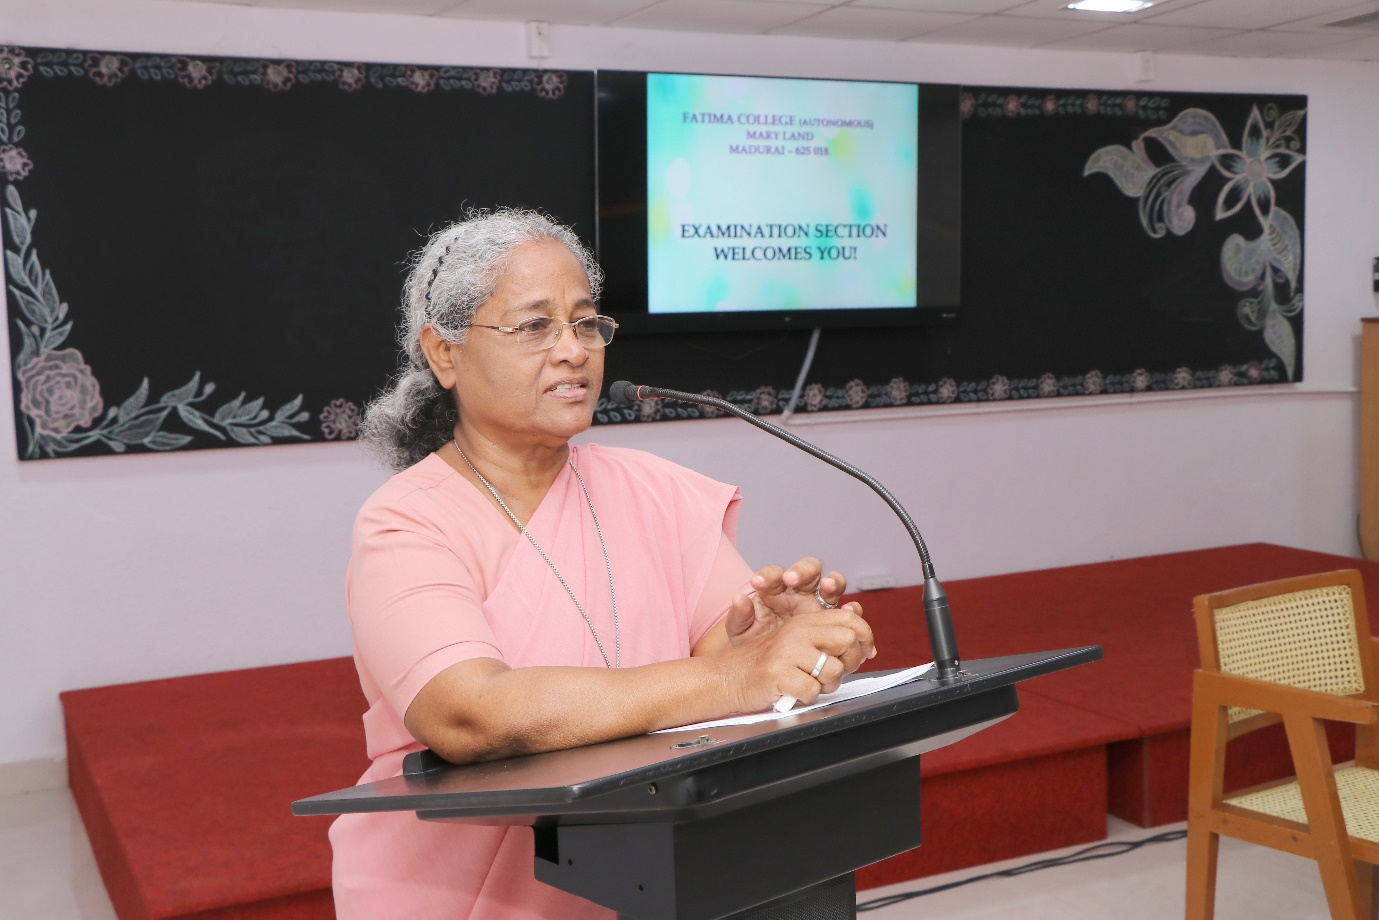 FATIMA COLLEGE (AUTONOMOUS)
MARY LAND
MADURAI – 625 018.
EXAMINATION SECTION
WELCOMES YOU!